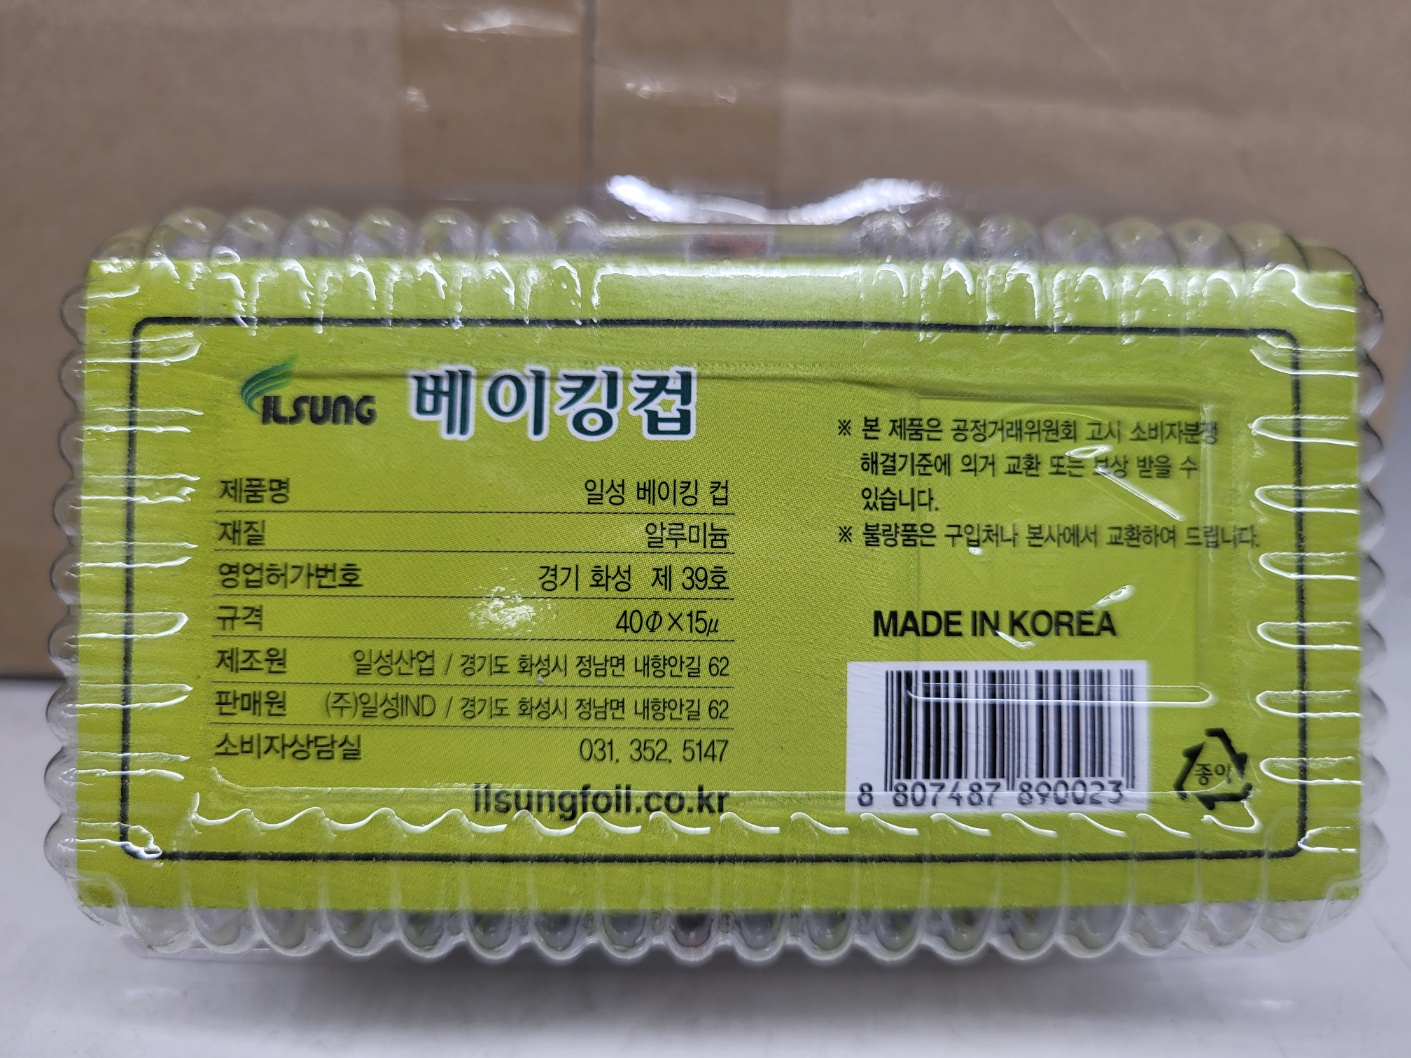 ILSUNG 베이킹컵
제품명 일성 베이킹 컵
재질 알루미늄
영업허가번호 경기 화성 제 39호
규격 40Φ×15μ
제조원 일성산업 / 경기도 화성시 정남면 내향안길 62
판매원 (주)일성IND / 경기도 화성시 정남면 내향안길 62
소비자상담실 031. 352. 5147
ilsungfoil.co.kr
※ 본 제품은 공정거래위원회 고시 소비자분쟁
해결기준에 의거 교환 또는 보상 받을 수
있습니다.
※ 불량품은 구입처나 본사에서 교환하여 드립니다.
MADE IN KOREA
8 807487 890023
종이